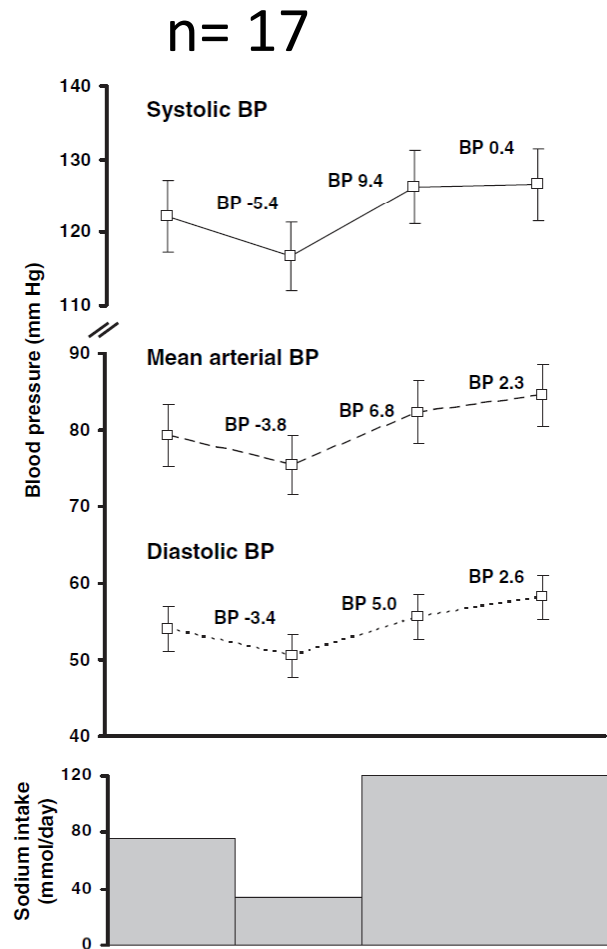 n= 17
Blood pressure (mm Hg)
140
130
120
110
90
80
70
60
50
40
Systolic BP
BP -5.4
BP 9.4
BP 0.4
Mean arterial BP
BP -3.8
BP 6.8
BP 2.3
Diastolic BP
BP -3.4
BP 5.0
BP 2.6
Sodium intake
(mmol/day)
120
80
40
0